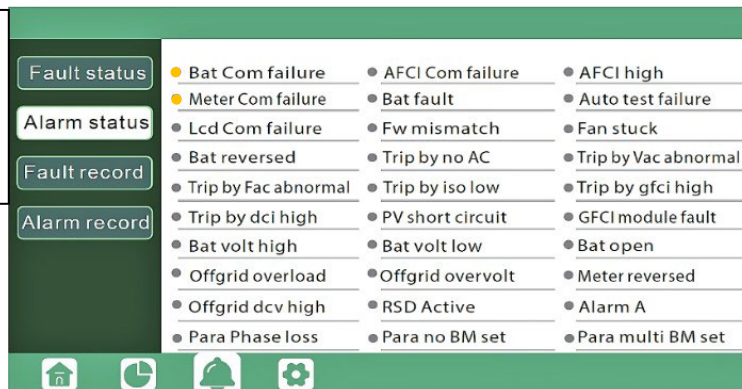 Fault status
Alarm status
Fault record
Alarm record
Bat Com failure AFCI Com failure AFCI high
Meter Com failure Bat fault Auto test failure
Lcd Com failure Fw mismatch Fan stuck
Bat reversed Trip by no AC Trip by Vac abnormal
Trip by Fac abnormal Trip by iso low Trip by gfci high
Trip by dci high PV short circuit GFCI module fault
Bat volt high Bat volt low Bat open
Offgrid overload Offgrid overvolt Meter reversed
Offgrid dcv high RSD Active Alarm A
Para Phase loss Para no BM set Para multi BM set